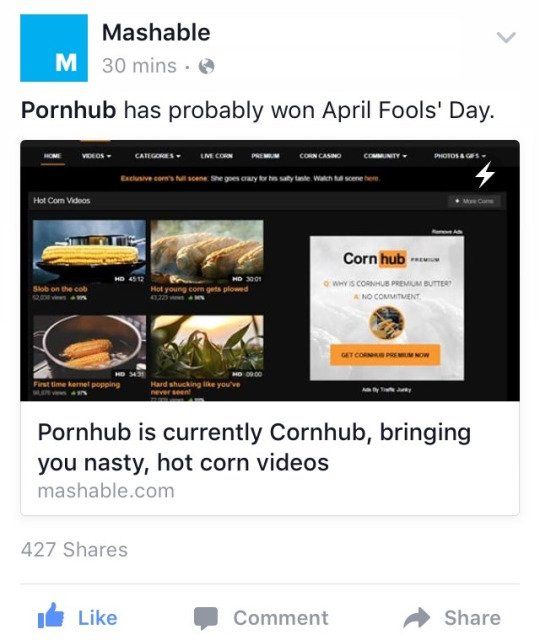 M Mashable
30 mins ·
Pornhub has probably won April Fools' Day.
HOME VIDEOS CATEGORIES LIVE CORN PREMIUM CORN CASINO COMMUNITY PHOTOS & GIFS
Exclusive corn's full scene: She goes crazy for his salty taste. Watch full scene here.
Hot Corn Videos
+ More Corns
Remove Ads
HD 45:12
Slob on the cob
52,038 views 99%
HD 30:01
Hot young corn gets plowed
43,223 views
HD 34:31
First time kernel popping
views 97%
HD 09:00
Hard shucking like you've
never seen!
views
Corn hub PREMIUM
Q: WHY IS CORNHUB PREMIUM BUTTER?
A: NO COMMITMENT.
GET CORNHUB PREMIUM NOW
Ads By Traffic Junky
Pornhub is currently Cornhub, bringing
you nasty, hot corn videos
mashable.com
427 Shares
Like Comment Share